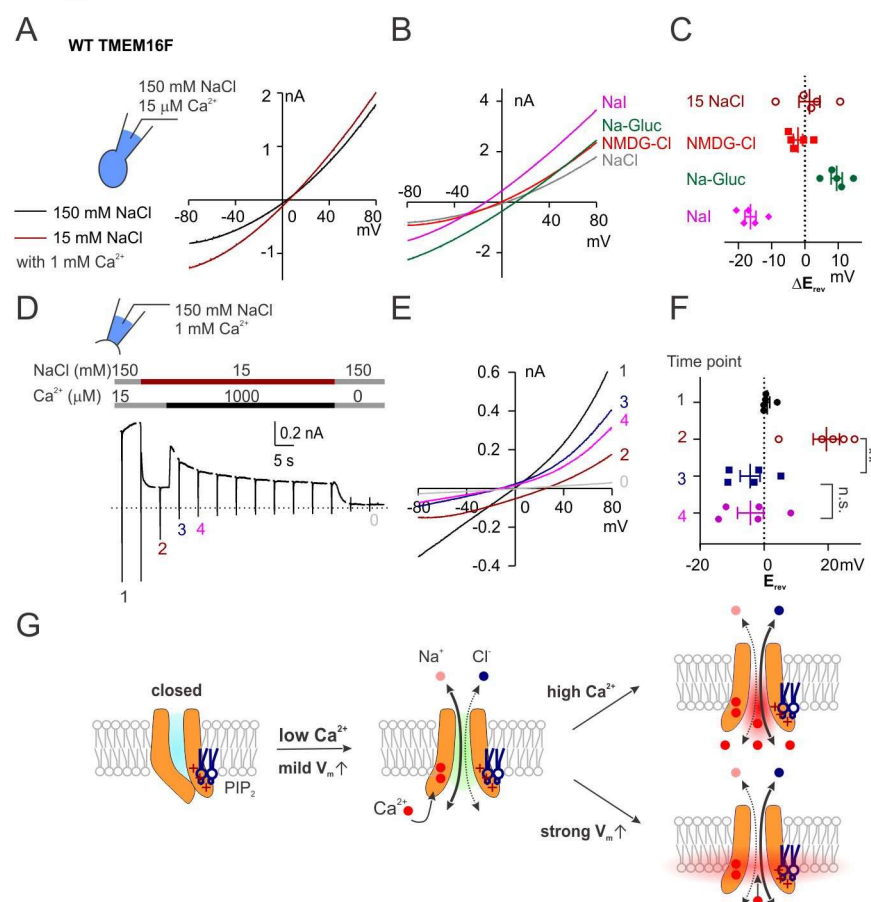 A
WT TMEM16F
150 mM NaCl
15 µM Ca²⁺
150 mM NaCl
15 mM NaCl
with 1 mM Ca²⁺
nA
2
1
-1
-80 -40 0 40 80
mV
B
nA
4
2
-2
-80 -40 0 40 80
mV
NaI
Na-Gluc
NMDG-Cl
NaCl
C
15 NaCl
NMDG-Cl
Na-Gluc
NaI
-20 -10 0 10
mV
ΔErev
D
150 mM NaCl
1 mM Ca²⁺
NaCl (mM) 150 15 150
Ca²⁺ (µM) 15 1000 0
0.2 nA
5 s
1
2
3
4
0
E
nA
0.6
0.4
0.2
-0.2
-0.4
-80 -40 0 40 80
mV
1
3
4
2
0
F
Time point
1
2
3
4
**
n.s.
-20 0 20mV
Erev
G
closed
PIP₂
low Ca²⁺
mild Vm↑
Na⁺ Cl⁻
Ca²⁺
high Ca²⁺
strong Vm↑
+ + +
+ + +
+ + +
+ + +